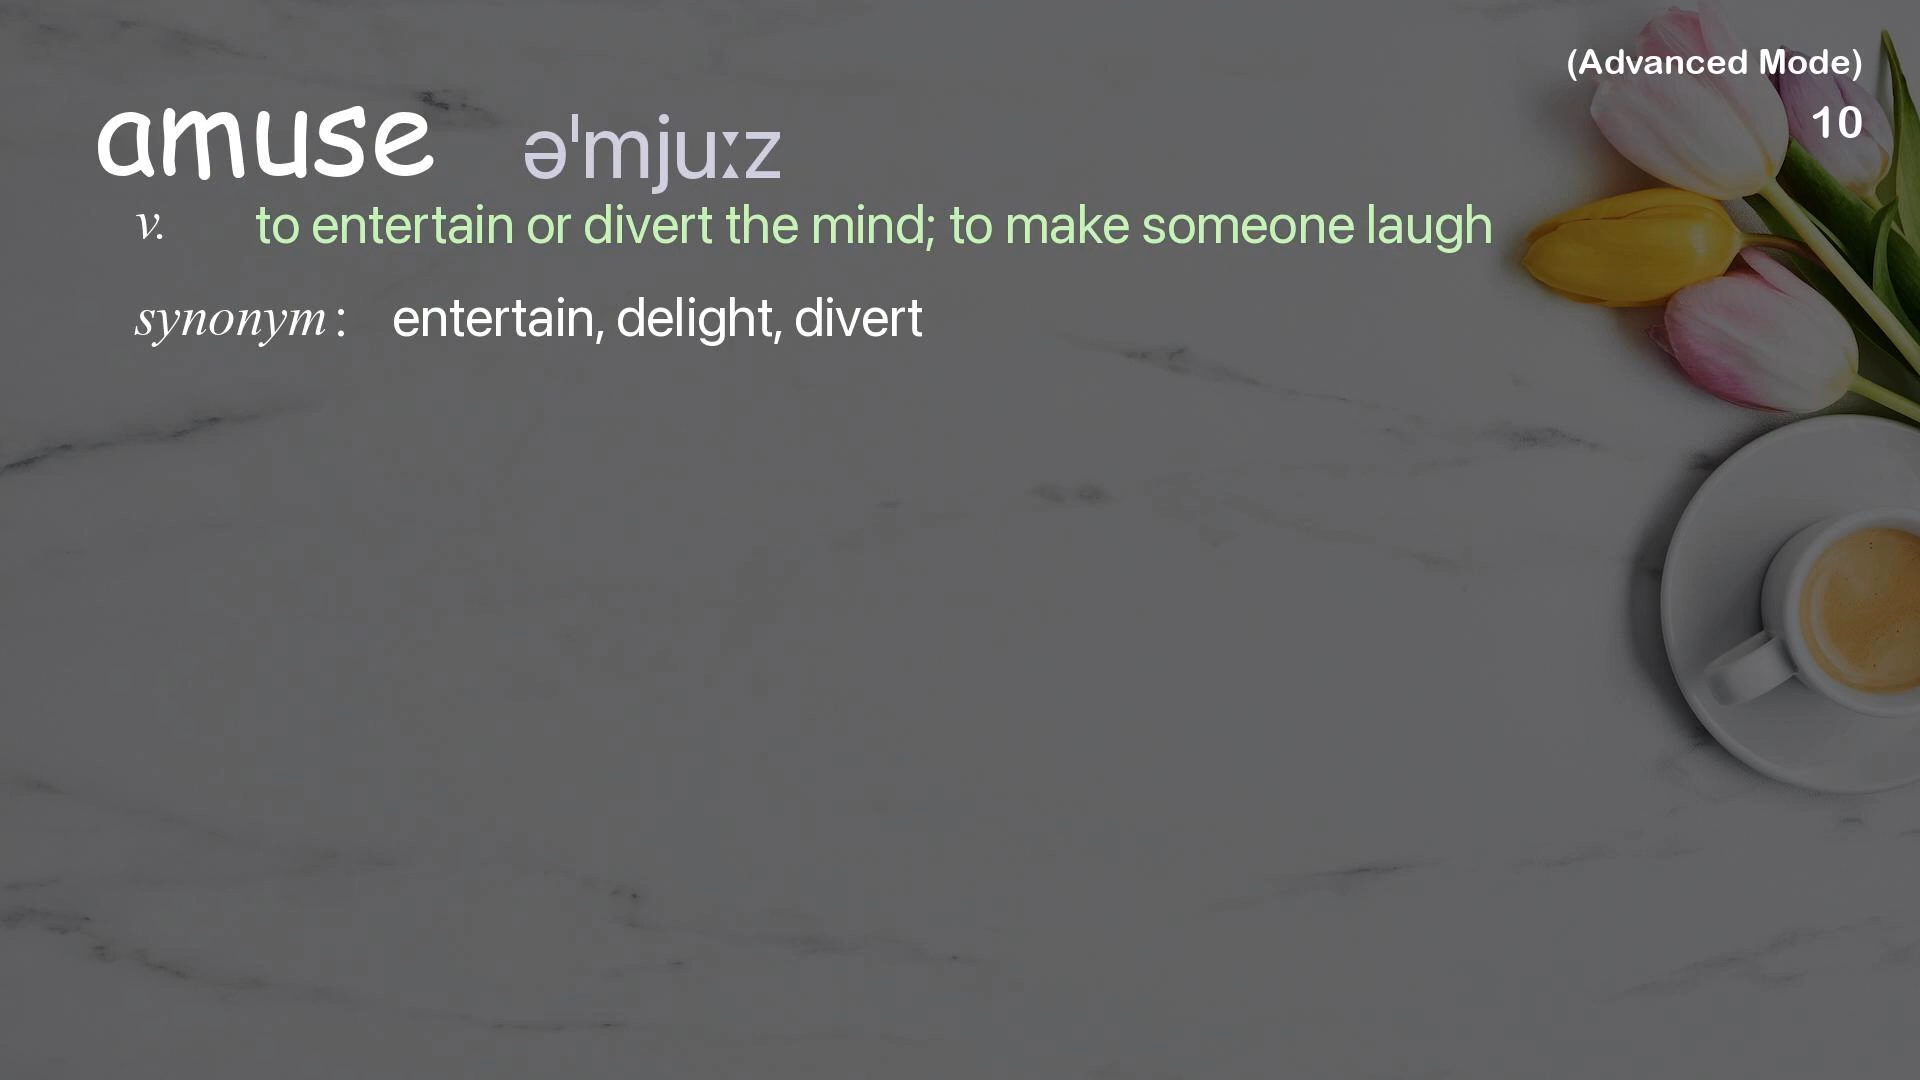 (Advanced Mode)
10
amuse əˈmjuːz
v. to entertain or divert the mind; to make someone laugh
synonym: entertain, delight, divert